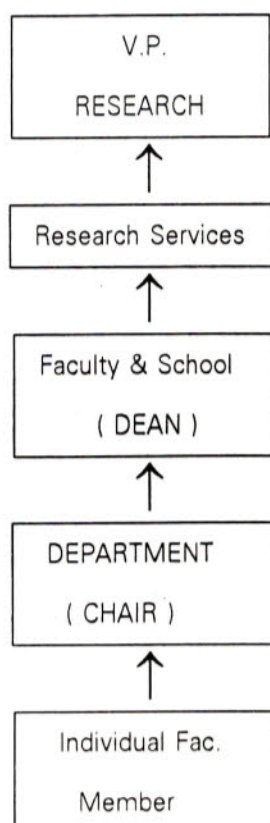 V.P.
RESEARCH
Research Services
Faculty & School
( DEAN )
DEPARTMENT
( CHAIR )
Individual Fac.
Member